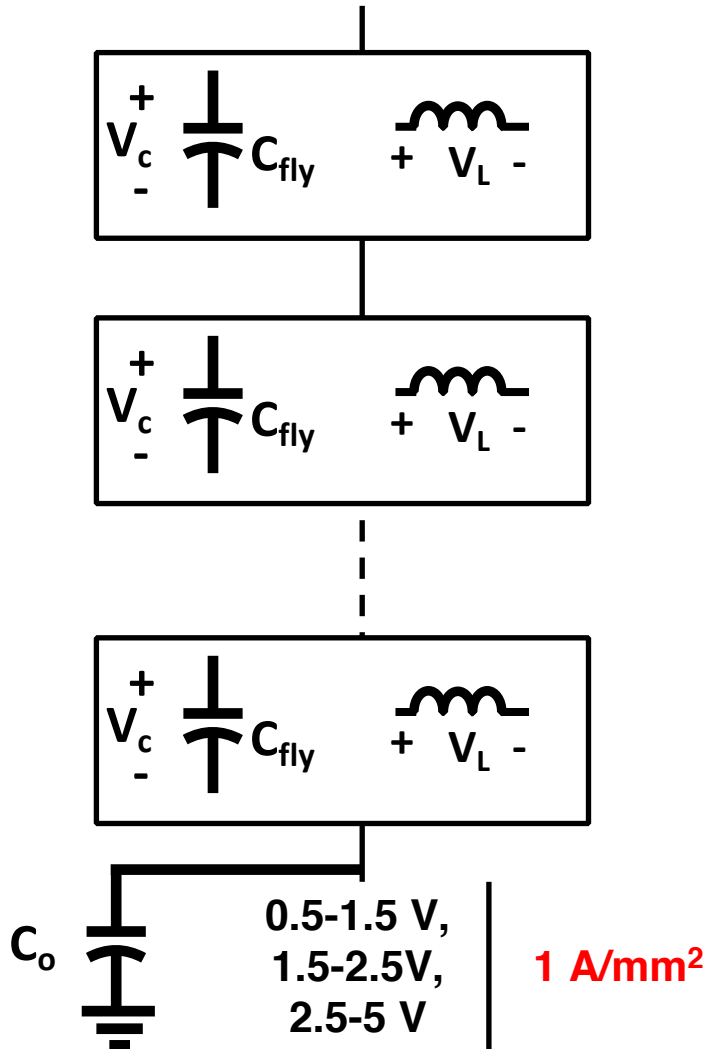 +
Vc
-
Cfly
+ VL -
+
Vc
-
Cfly
+ VL -
+
Vc
-
Cfly
+ VL -
Co
0.5-1.5 V,
1.5-2.5V,
2.5-5 V
1 A/mm²